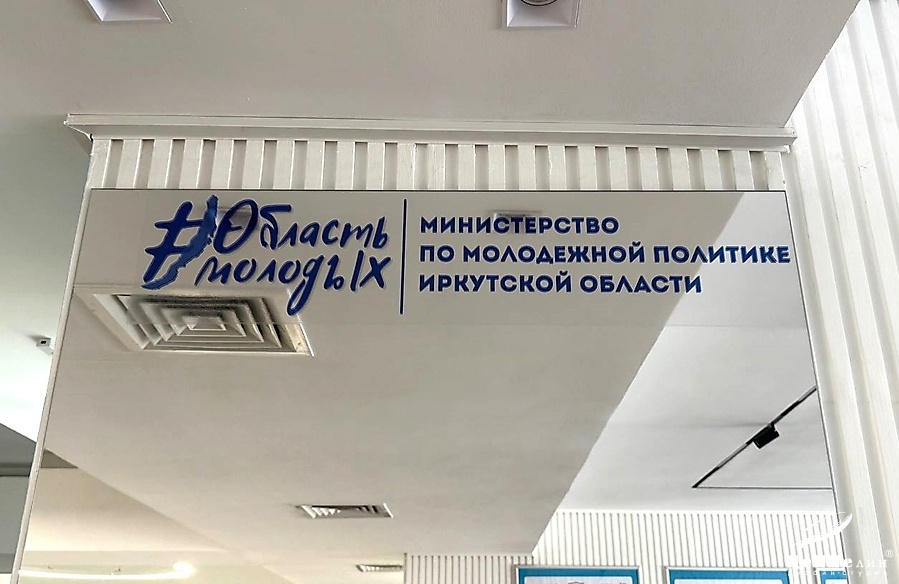 #Область
молодых
МИНИСТЕРСТВО
ПО МОЛОДЕЖНОЙ ПОЛИТИКЕ
ИРКУТСКОЙ ОБЛАСТИ